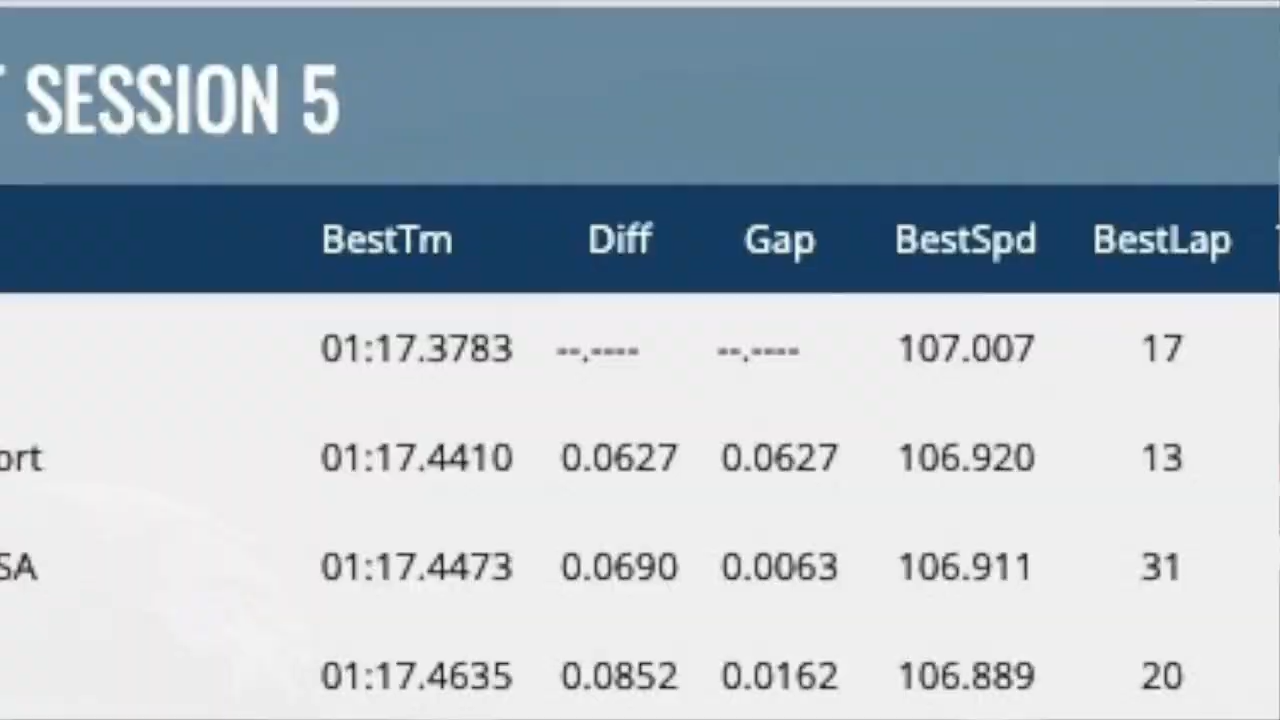 SESSION 5
BestTm Diff Gap BestSpd BestLap
01:17.3783 --.---- --.---- 107.007 17
ort 01:17.4410 0.0627 0.0627 106.920 13
SA 01:17.4473 0.0690 0.0063 106.911 31
01:17.4635 0.0852 0.0162 106.889 20